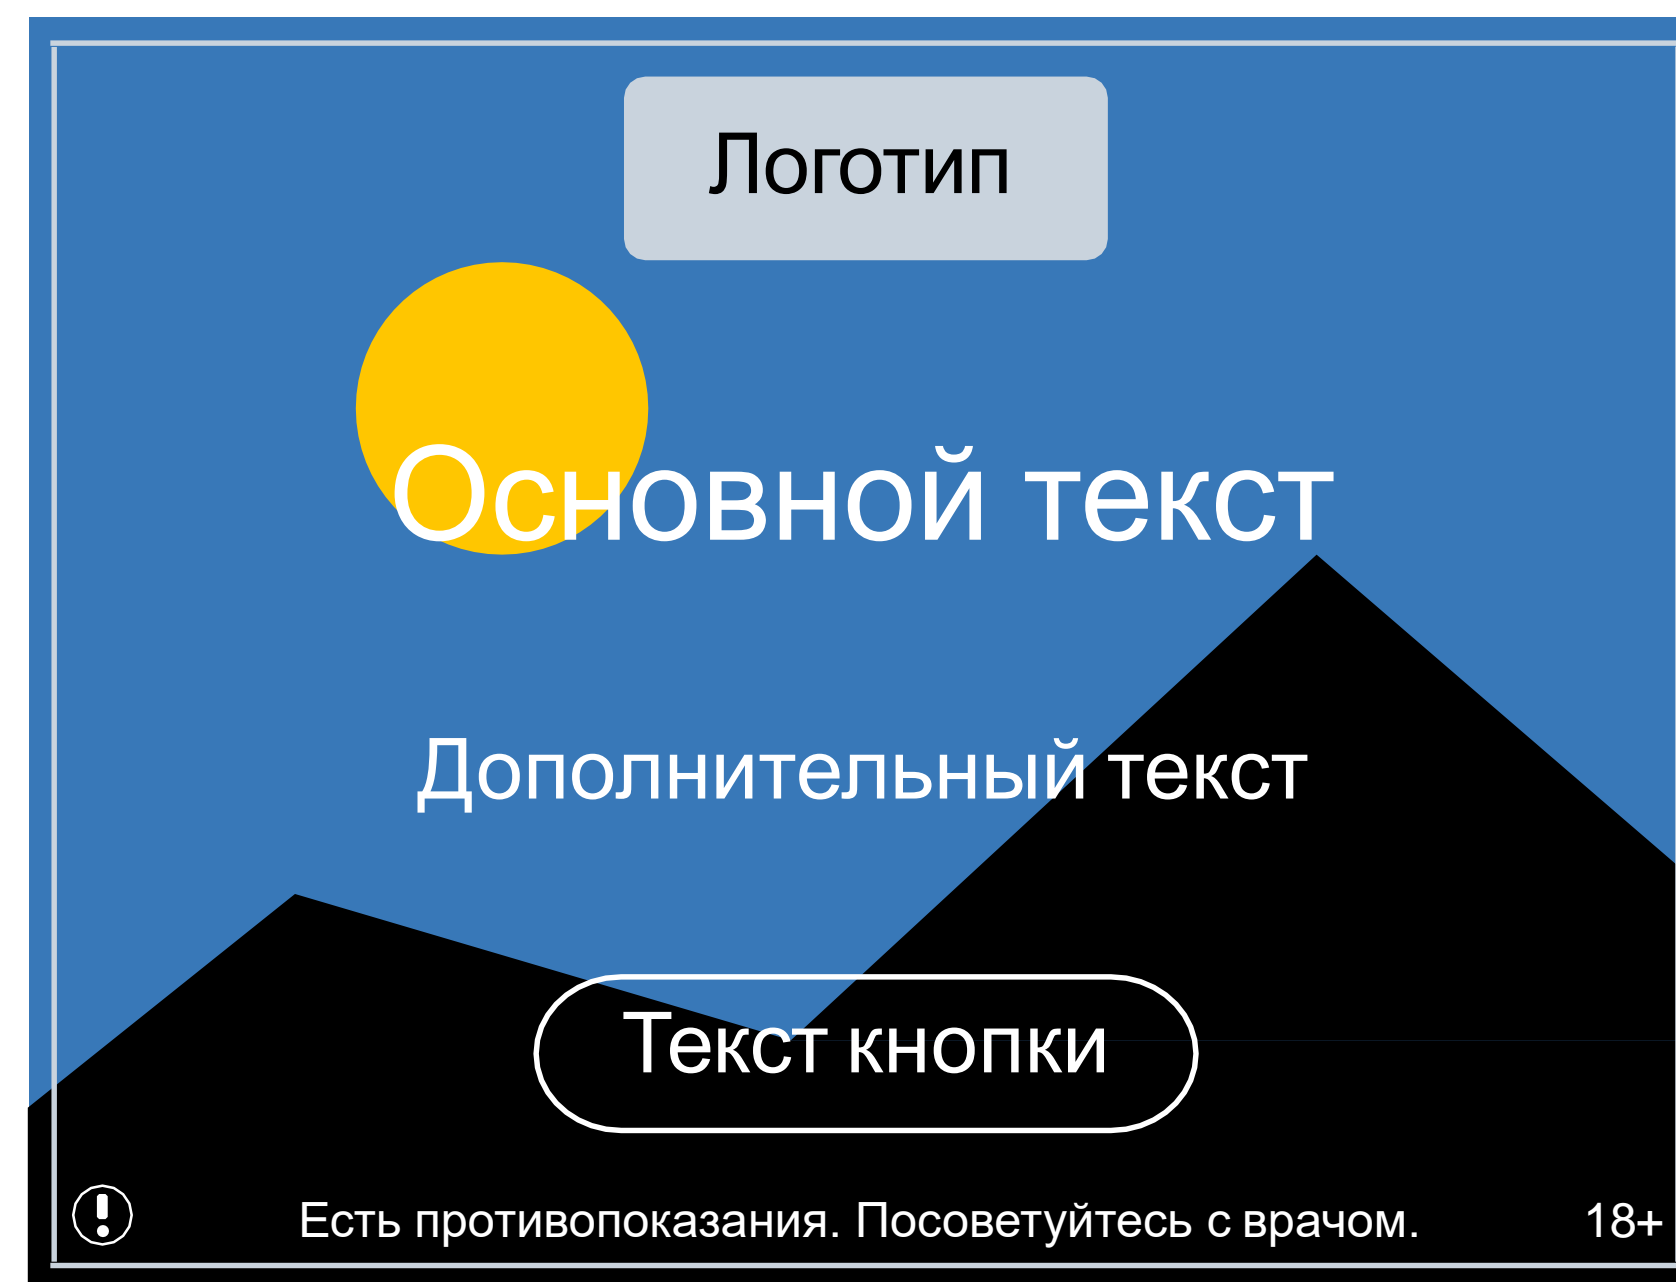 Логотип
Основной текст
Дополнительный текст
Текст кнопки
Есть противопоказания. Посоветуйтесь с врачом. 18+